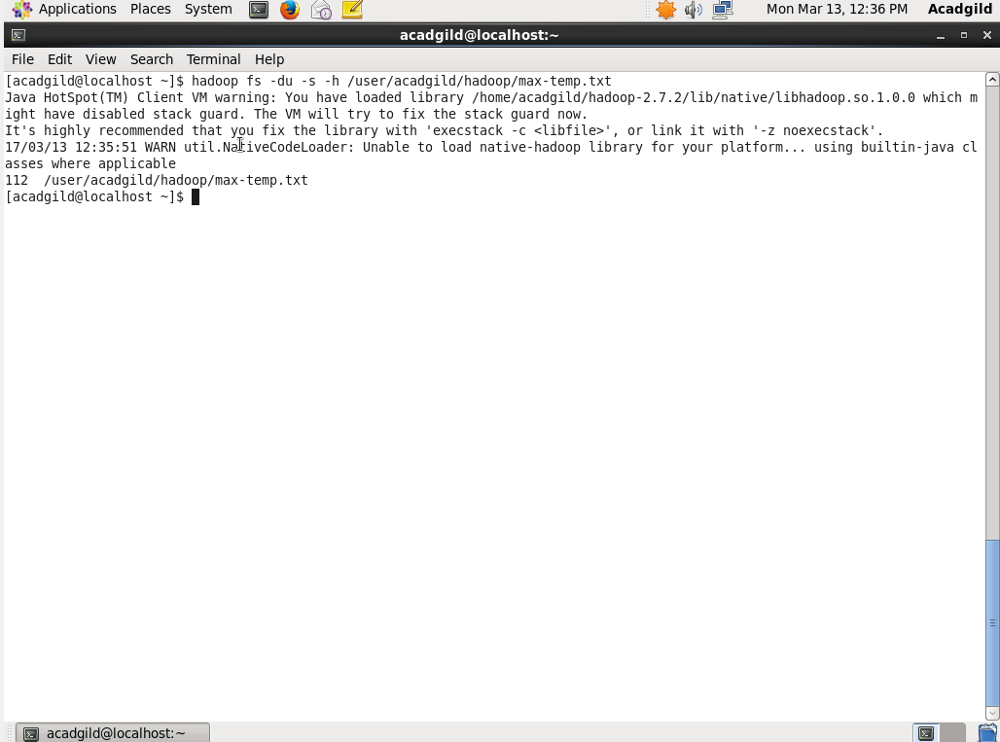 Applications Places System Mon Mar 13, 12:36 PM Acadgild
acadgild@localhost:~
File Edit View Search Terminal Help
[acadgild@localhost ~]$ hadoop fs -du -s -h /user/acadgild/hadoop/max-temp.txt
Java HotSpot(TM) Client VM warning: You have loaded library /home/acadgild/hadoop-2.7.2/lib/native/libhadoop.so.1.0.0 which m
ight have disabled stack guard. The VM will try to fix the stack guard now.
It's highly recommended that you fix the library with 'execstack -c <libfile>', or link it with '-z noexecstack'.
17/03/13 12:35:51 WARN util.NativeCodeLoader: Unable to load native-hadoop library for your platform... using builtin-java cl
asses where applicable
112  /user/acadgild/hadoop/max-temp.txt
[acadgild@localhost ~]$
acadgild@localhost:~